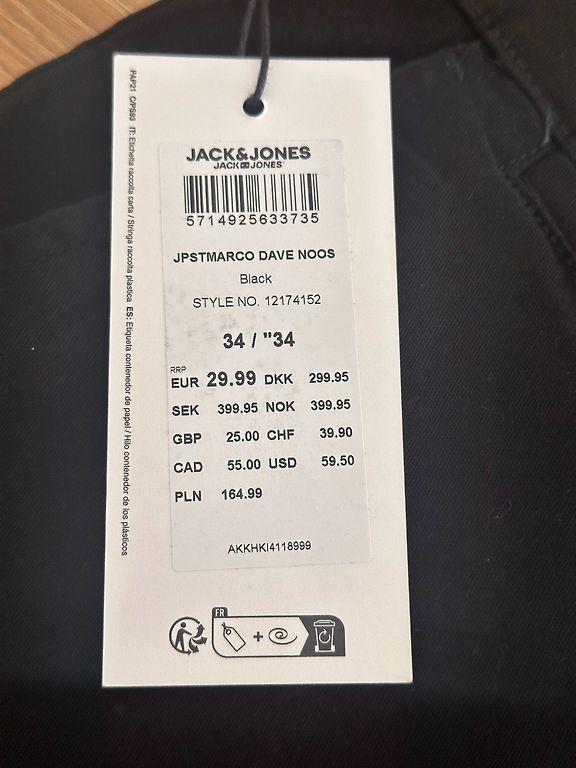 JACK&JONES
JACK JONES
5714925633735
JPSTMARCO DAVE NOOS
Black
STYLE NO. 12174152
34 / "34
RRP
EUR 29.99 DKK 299.95
SEK 399.95 NOK 399.95
GBP 25.00 CHF 39.90
CAD 55.00 USD 59.50
PLN 164.99
AKKHKI4118999
FR
+
PAP21 C/PS93 IT: Etichetta raccolta carta / Stringa raccolta plastica ES: Etiqueta contenedor de papel / Hilo contenedor de los plásticos